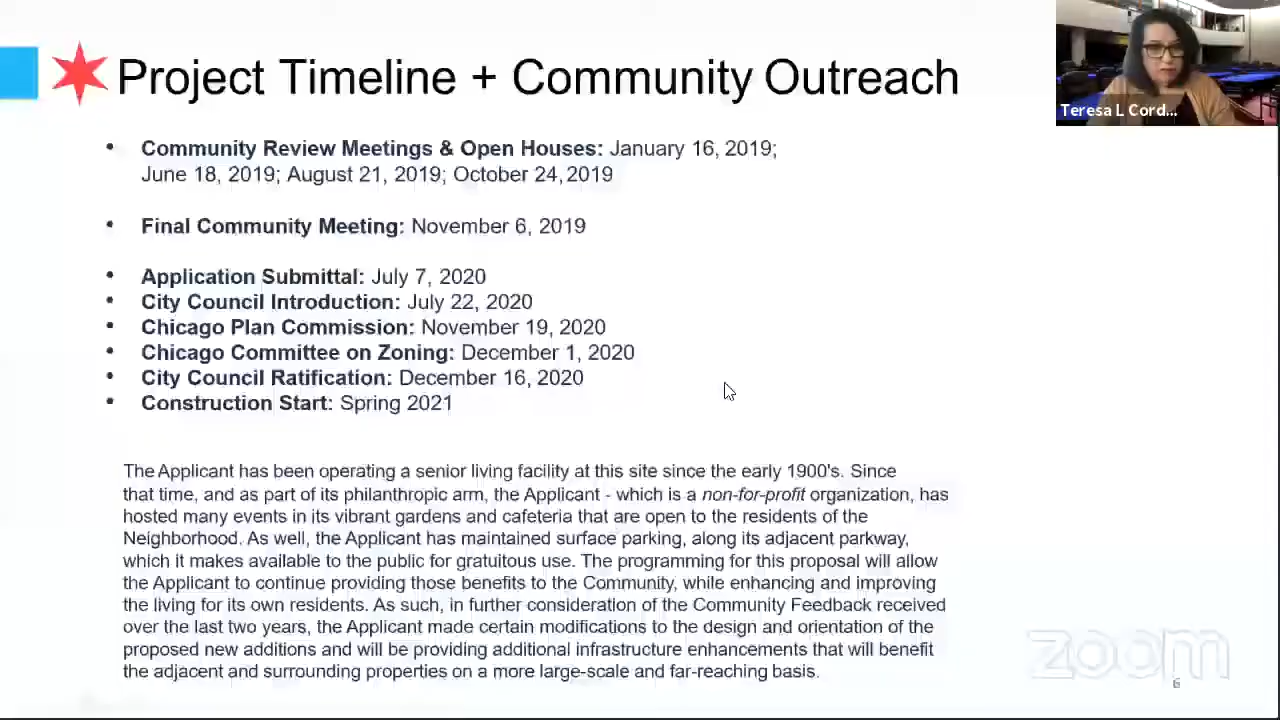 Project Timeline + Community Outreach
Teresa L Cord...
• Community Review Meetings & Open Houses: January 16, 2019;
June 18, 2019; August 21, 2019; October 24, 2019
• Final Community Meeting: November 6, 2019
• Application Submittal: July 7, 2020
• City Council Introduction: July 22, 2020
• Chicago Plan Commission: November 19, 2020
• Chicago Committee on Zoning: December 1, 2020
• City Council Ratification: December 16, 2020
• Construction Start: Spring 2021
The Applicant has been operating a senior living facility at this site since the early 1900's. Since
that time, and as part of its philanthropic arm, the Applicant - which is a non-for-profit organization, has
hosted many events in its vibrant gardens and cafeteria that are open to the residents of the
Neighborhood. As well, the Applicant has maintained surface parking, along its adjacent parkway,
which it makes available to the public for gratuitous use. The programming for this proposal will allow
the Applicant to continue providing those benefits to the Community, while enhancing and improving
the living for its own residents. As such, in further consideration of the Community Feedback received
over the last two years, the Applicant made certain modifications to the design and orientation of the
proposed new additions and will be providing additional infrastructure enhancements that will benefit
the adjacent and surrounding properties on a more large-scale and far-reaching basis.
zoom
6